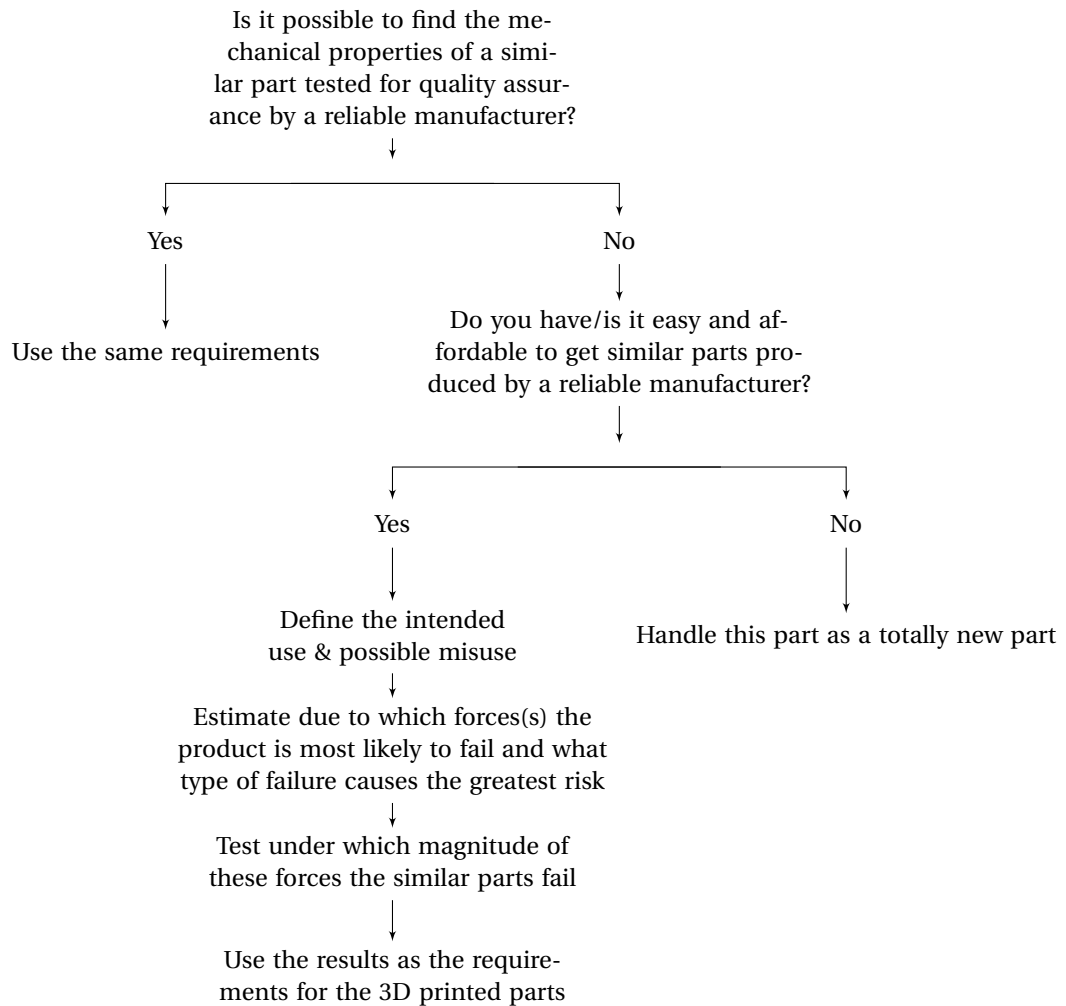 Is it possible to find the me-
chanical properties of a simi-
lar part tested for quality assur-
ance by a reliable manufacturer?
Yes
No
Use the same requirements
Do you have/is it easy and af-
fordable to get similar parts pro-
duced by a reliable manufacturer?
Yes
No
Define the intended
use & possible misuse
Handle this part as a totally new part
Estimate due to which forces(s) the
product is most likely to fail and what
type of failure causes the greatest risk
Test under which magnitude of
these forces the similar parts fail
Use the results as the require-
ments for the 3D printed parts